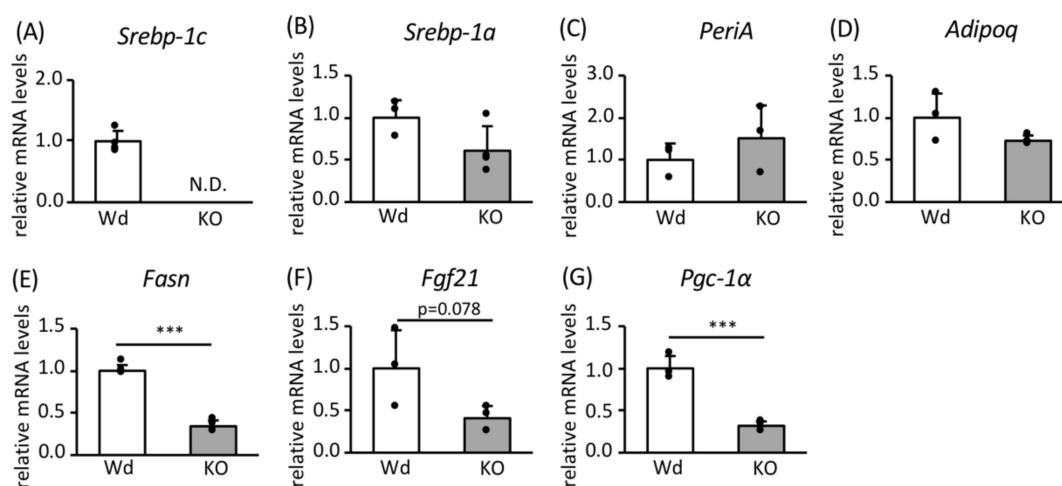 (A) Srebp-1c
relative mRNA levels
2.0
1.0
0.0
N.D.
Wd KO
(B) Srebp-1a
relative mRNA levels
1.5
1.0
0.5
0.0
Wd KO
(C) PeriA
relative mRNA levels
3.0
2.0
1.0
0.0
Wd KO
(D) Adipoq
relative mRNA levels
1.5
1.0
0.5
0.0
Wd KO
(E) Fasn
relative mRNA levels
1.5
1.0
0.5
0.0
***
Wd KO
(F) Fgf21
relative mRNA levels
p=0.078
1.5
1.0
0.5
0.0
Wd KO
(G) Pgc-1α
relative mRNA levels
1.5
1.0
0.5
0.0
***
Wd KO